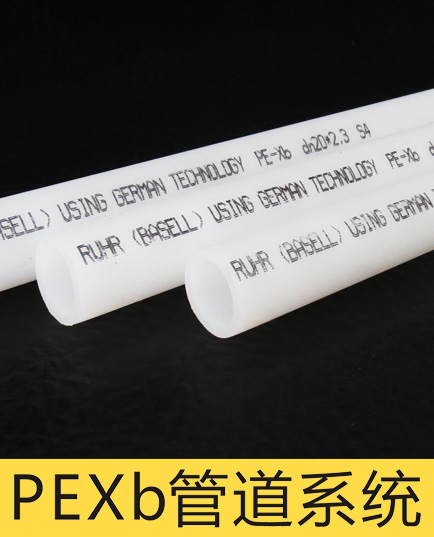 BASELL) USING GERMAN TECHNOLOGY PE-Xb dn20*2.3 S4
RUHR (BASELL) USING GERMAN TECHNOLOGY PE-Xb
RUHR (BASELL) USING GERMAN
PEXb管道系统